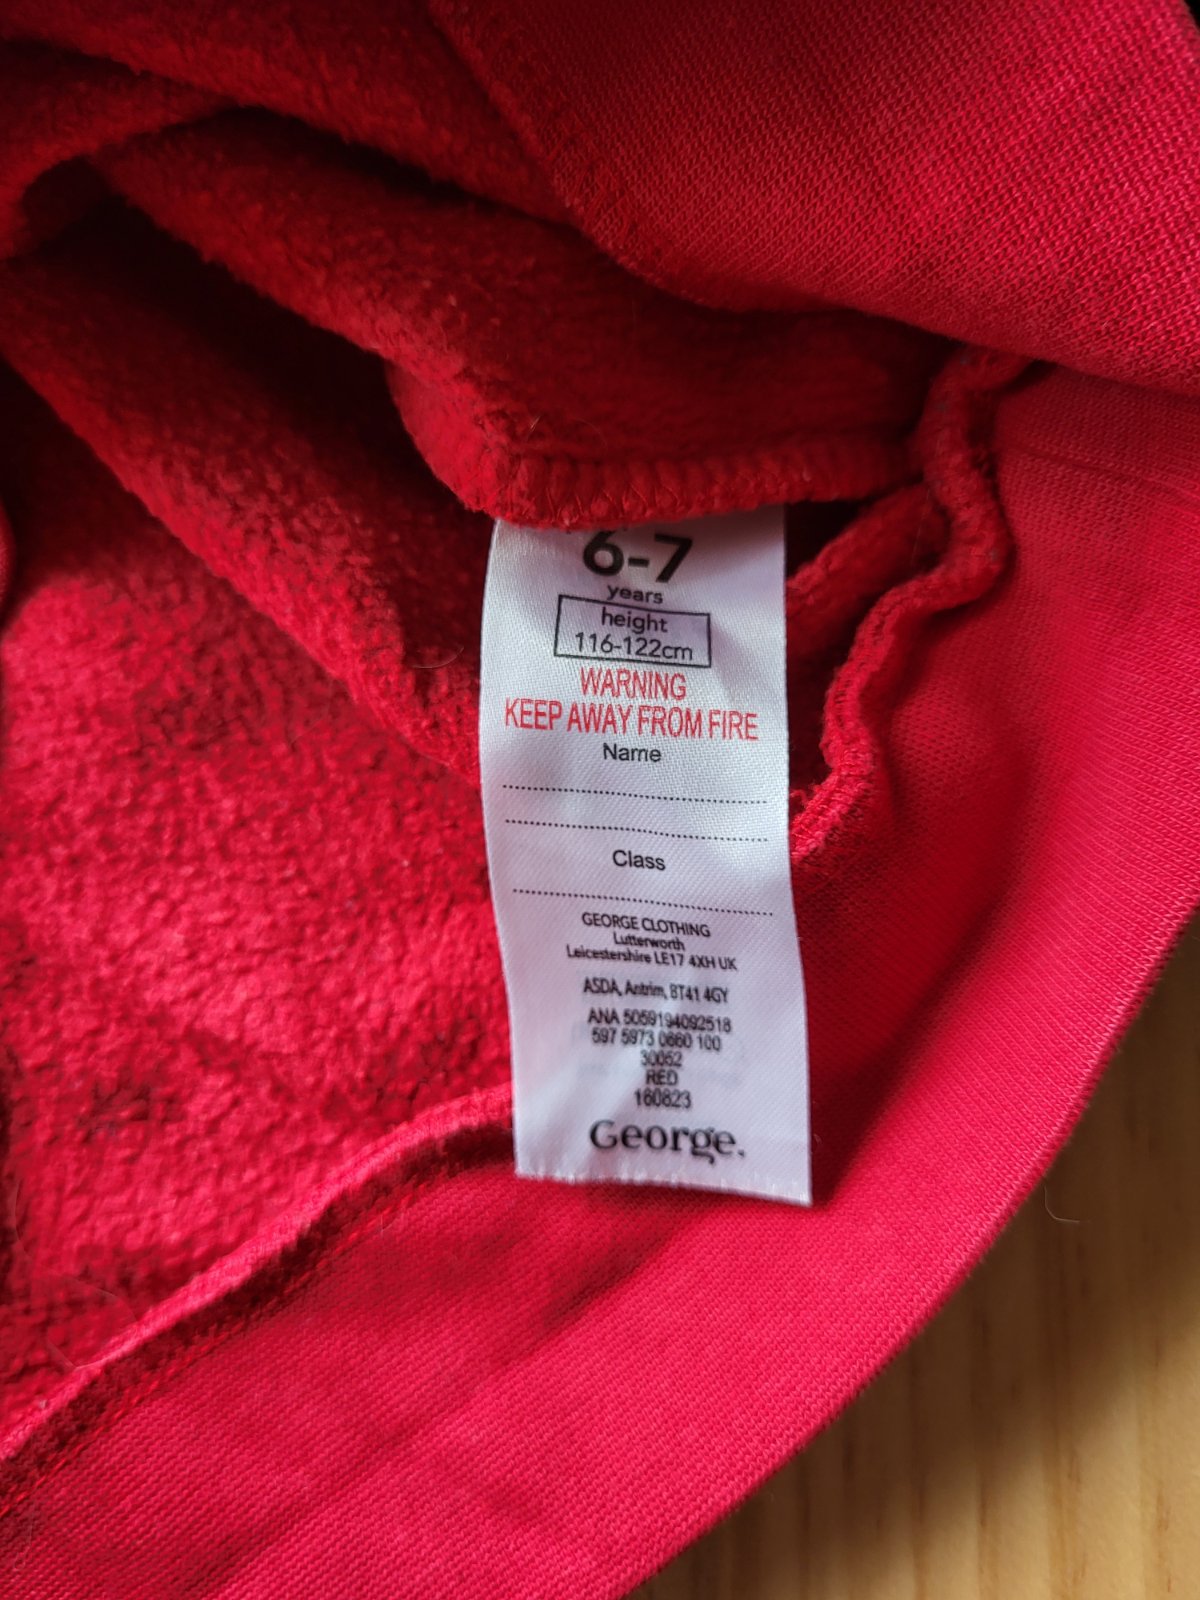 6-7
years
height
116-122cm
WARNING
KEEP AWAY FROM FIRE
Name
Class
GEORGE CLOTHING
Lutterworth
Leicestershire LE17 4XH UK
ASDA, Antrim, BT41 4GY
ANA 5059194092518
597 5973 0660 100
30052
RED
160823
George.